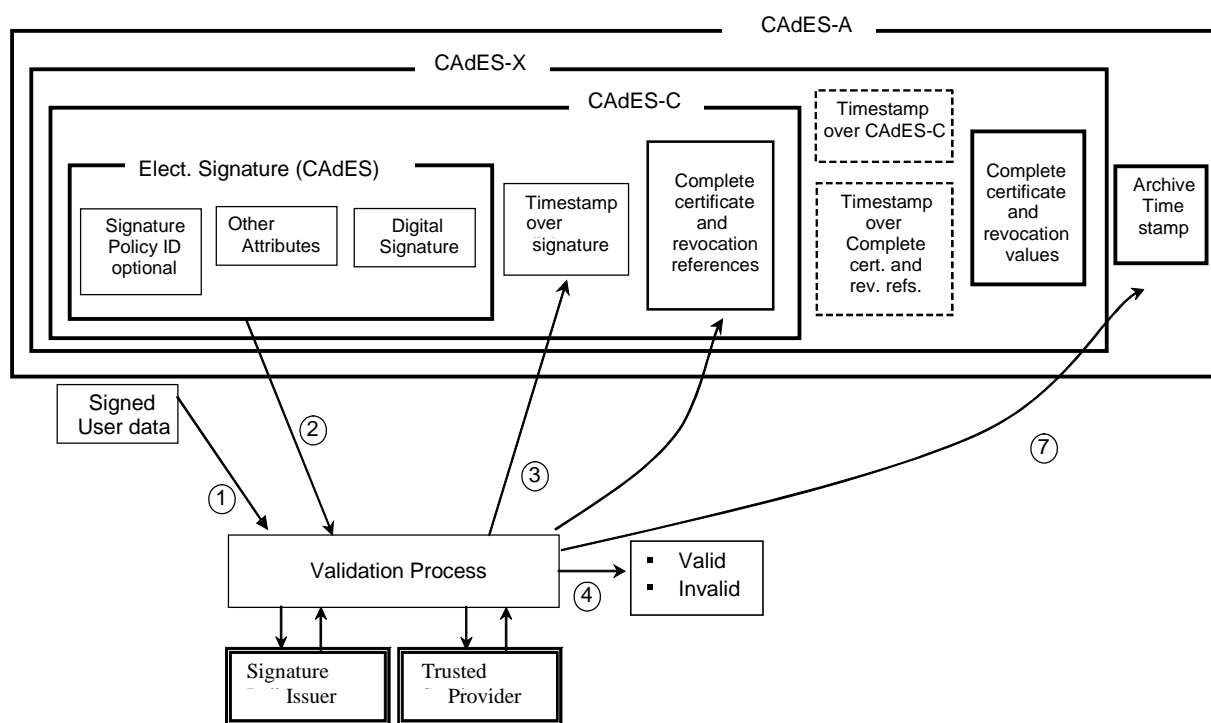 CAdES-A
CAdES-X
CAdES-C
Elect. Signature (CAdES)
Signature
Policy ID
optional
Other
Attributes
Digital
Signature
Timestamp
over
signature
Complete
certificate
and
revocation
references
Timestamp
over CAdES-C
Timestamp
over
Complete
cert. and
rev. refs.
Complete
certificate
and
revocation
values
Archive
Time
stamp
Signed
User data
1
2
3
7
Validation Process
4
▪ Valid
▪ Invalid
Signature
Issuer
Trusted
Provider